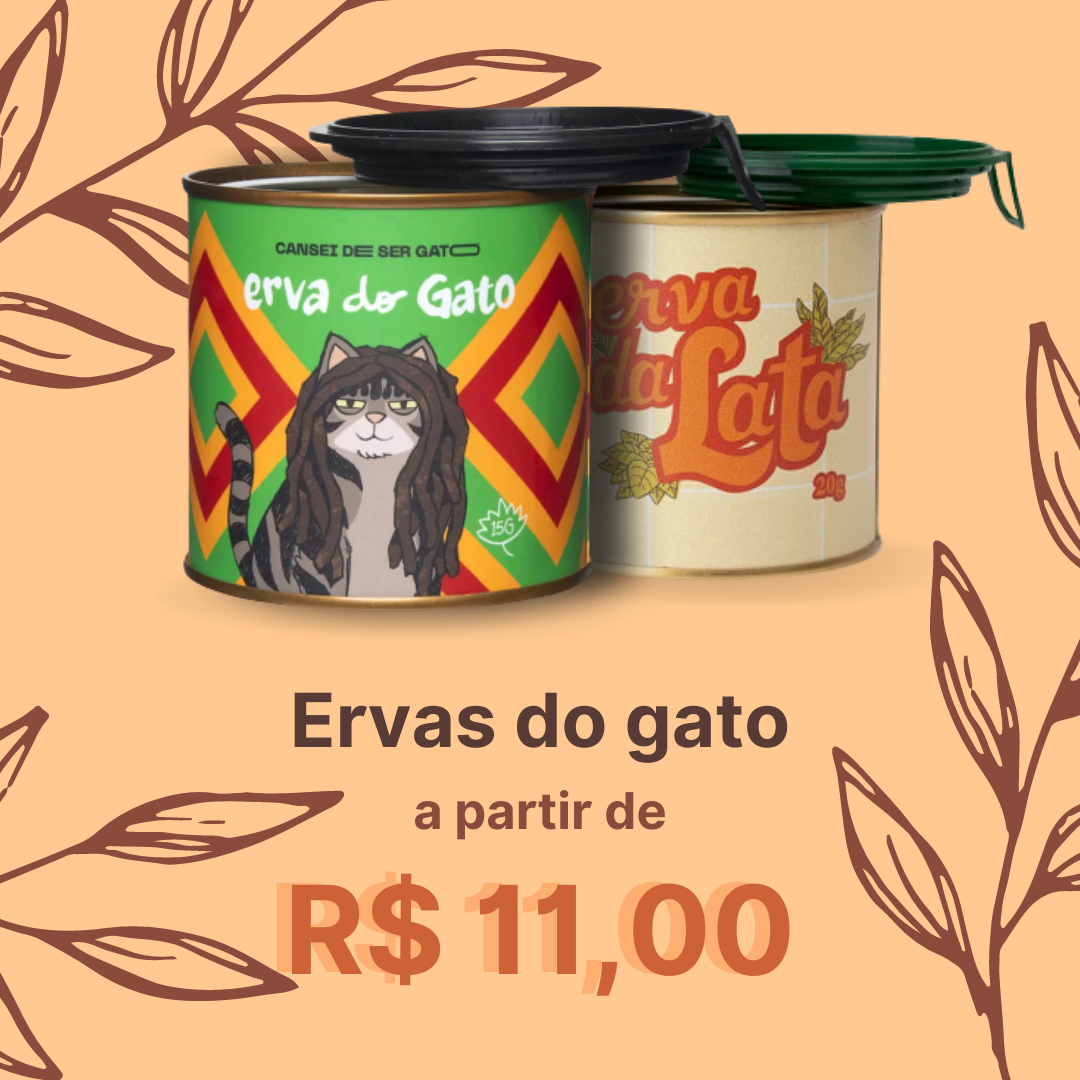 CANSEI DE SER GATO
erva do Gato
15G
erva
da
Lata
20g
Ervas do gato
a partir de
R$ 11,00